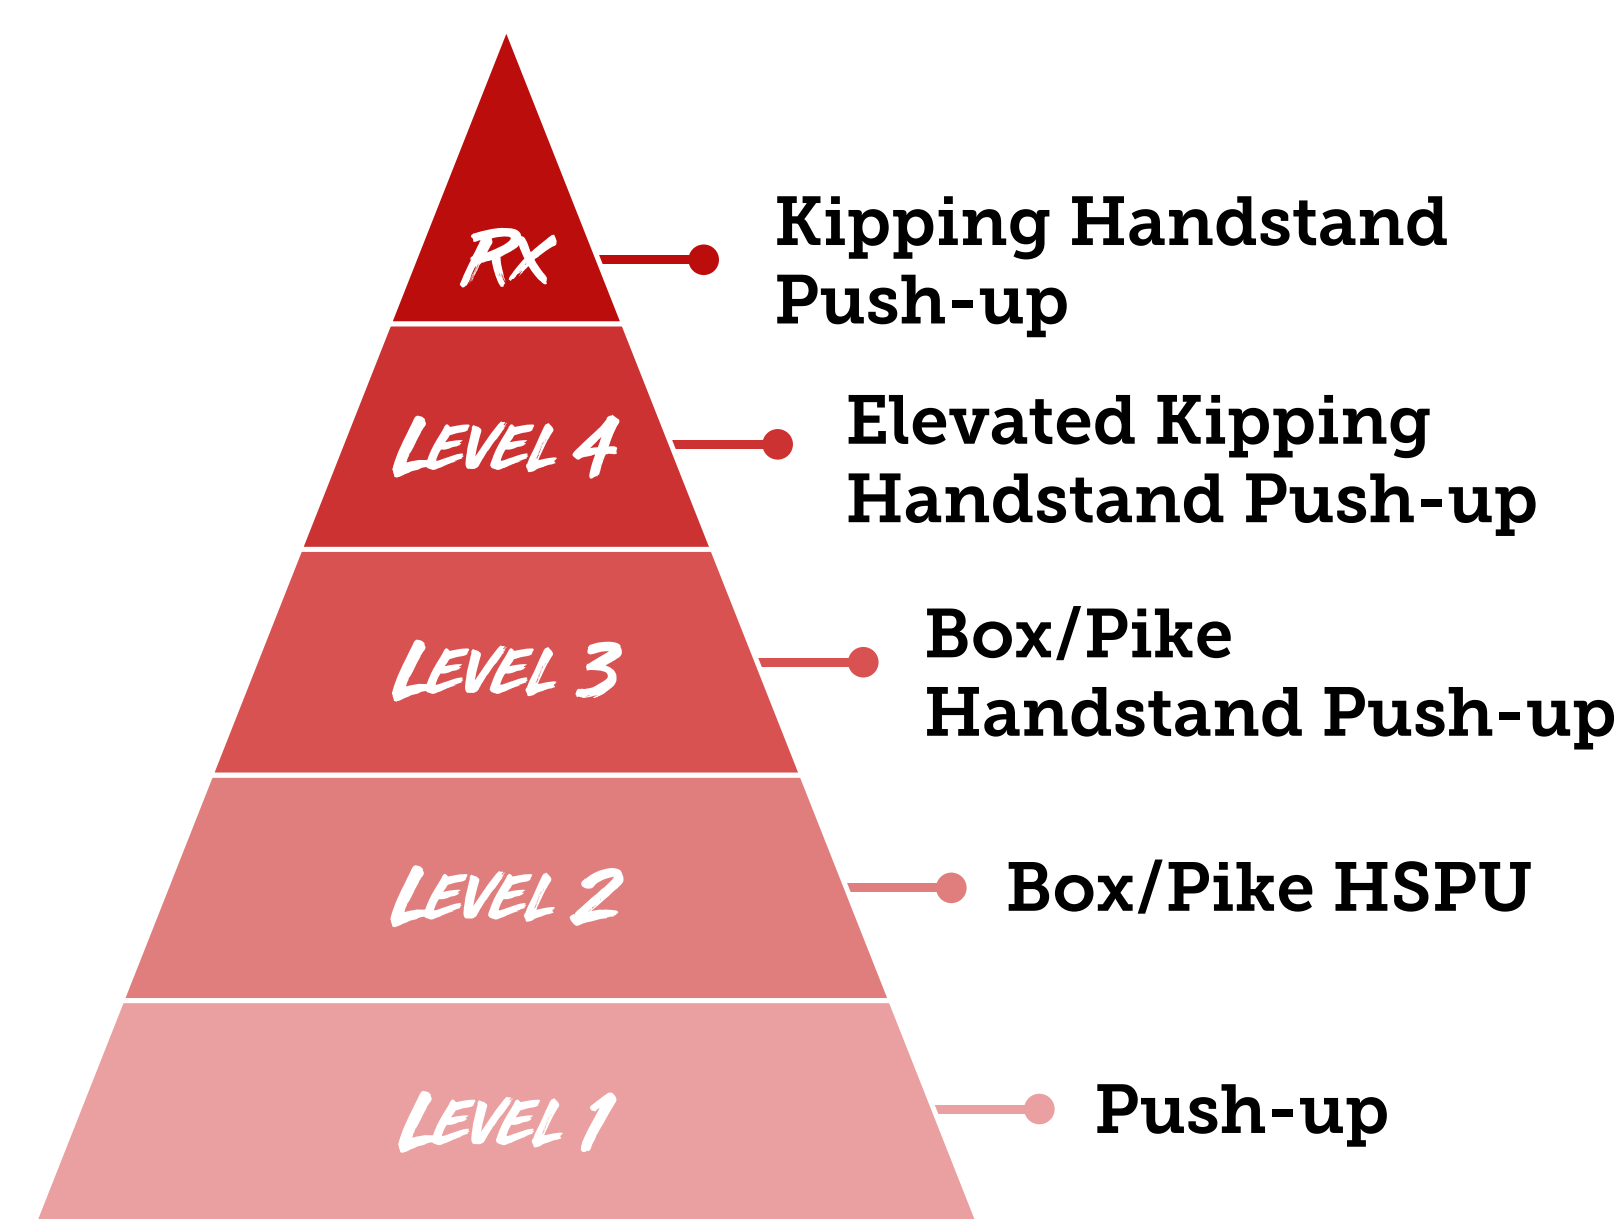 RX
Kipping Handstand
Push-up
LEVEL 4
Elevated Kipping
Handstand Push-up
LEVEL 3
Box/Pike
Handstand Push-up
LEVEL 2
Box/Pike HSPU
LEVEL 1
Push-up